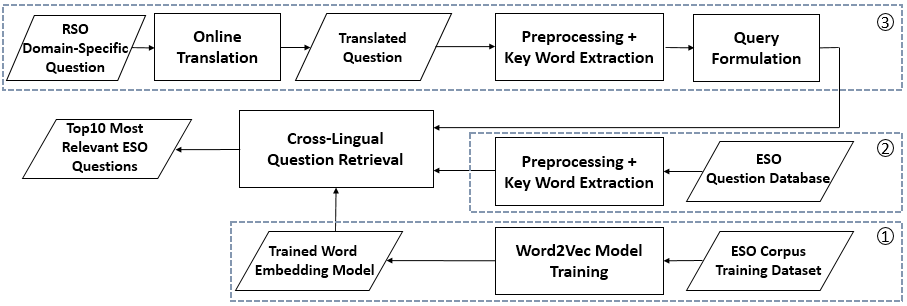 RSO
Domain-Specific
Question
Online
Translation
Translated
Question
Preprocessing +
Key Word Extraction
Query
Formulation
③
Top10 Most
Relevant ESO
Questions
Cross-Lingual
Question Retrieval
Preprocessing +
Key Word Extraction
ESO
Question Database
②
Trained Word
Embedding Model
Word2Vec Model
Training
ESO Corpus
Training Dataset
①